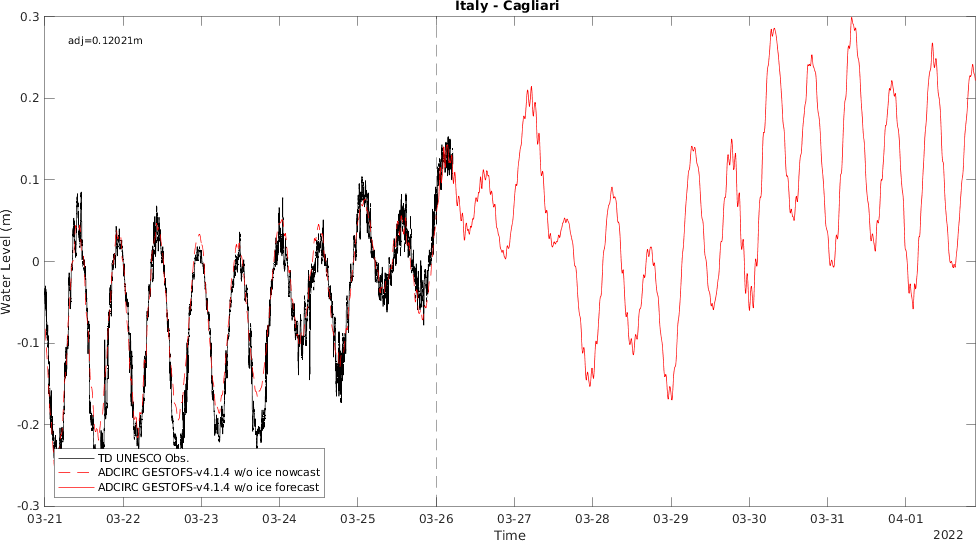 Italy - Cagliari
adj=0.12021m
0.3
0.2
0.1
0
-0.1
-0.2
-0.3
Water Level (m)
TD UNESCO Obs.
ADCIRC GESTOFS-v4.1.4 w/o ice nowcast
ADCIRC GESTOFS-v4.1.4 w/o ice forecast
03-21 03-22 03-23 03-24 03-25 03-26 03-27 03-28 03-29 03-30 03-31 04-01
Time
2022